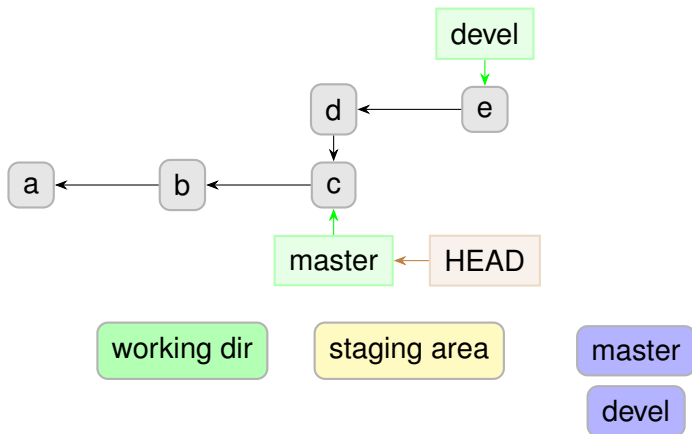 devel
d
e
a
b
c
master
HEAD
working dir
staging area
master
devel